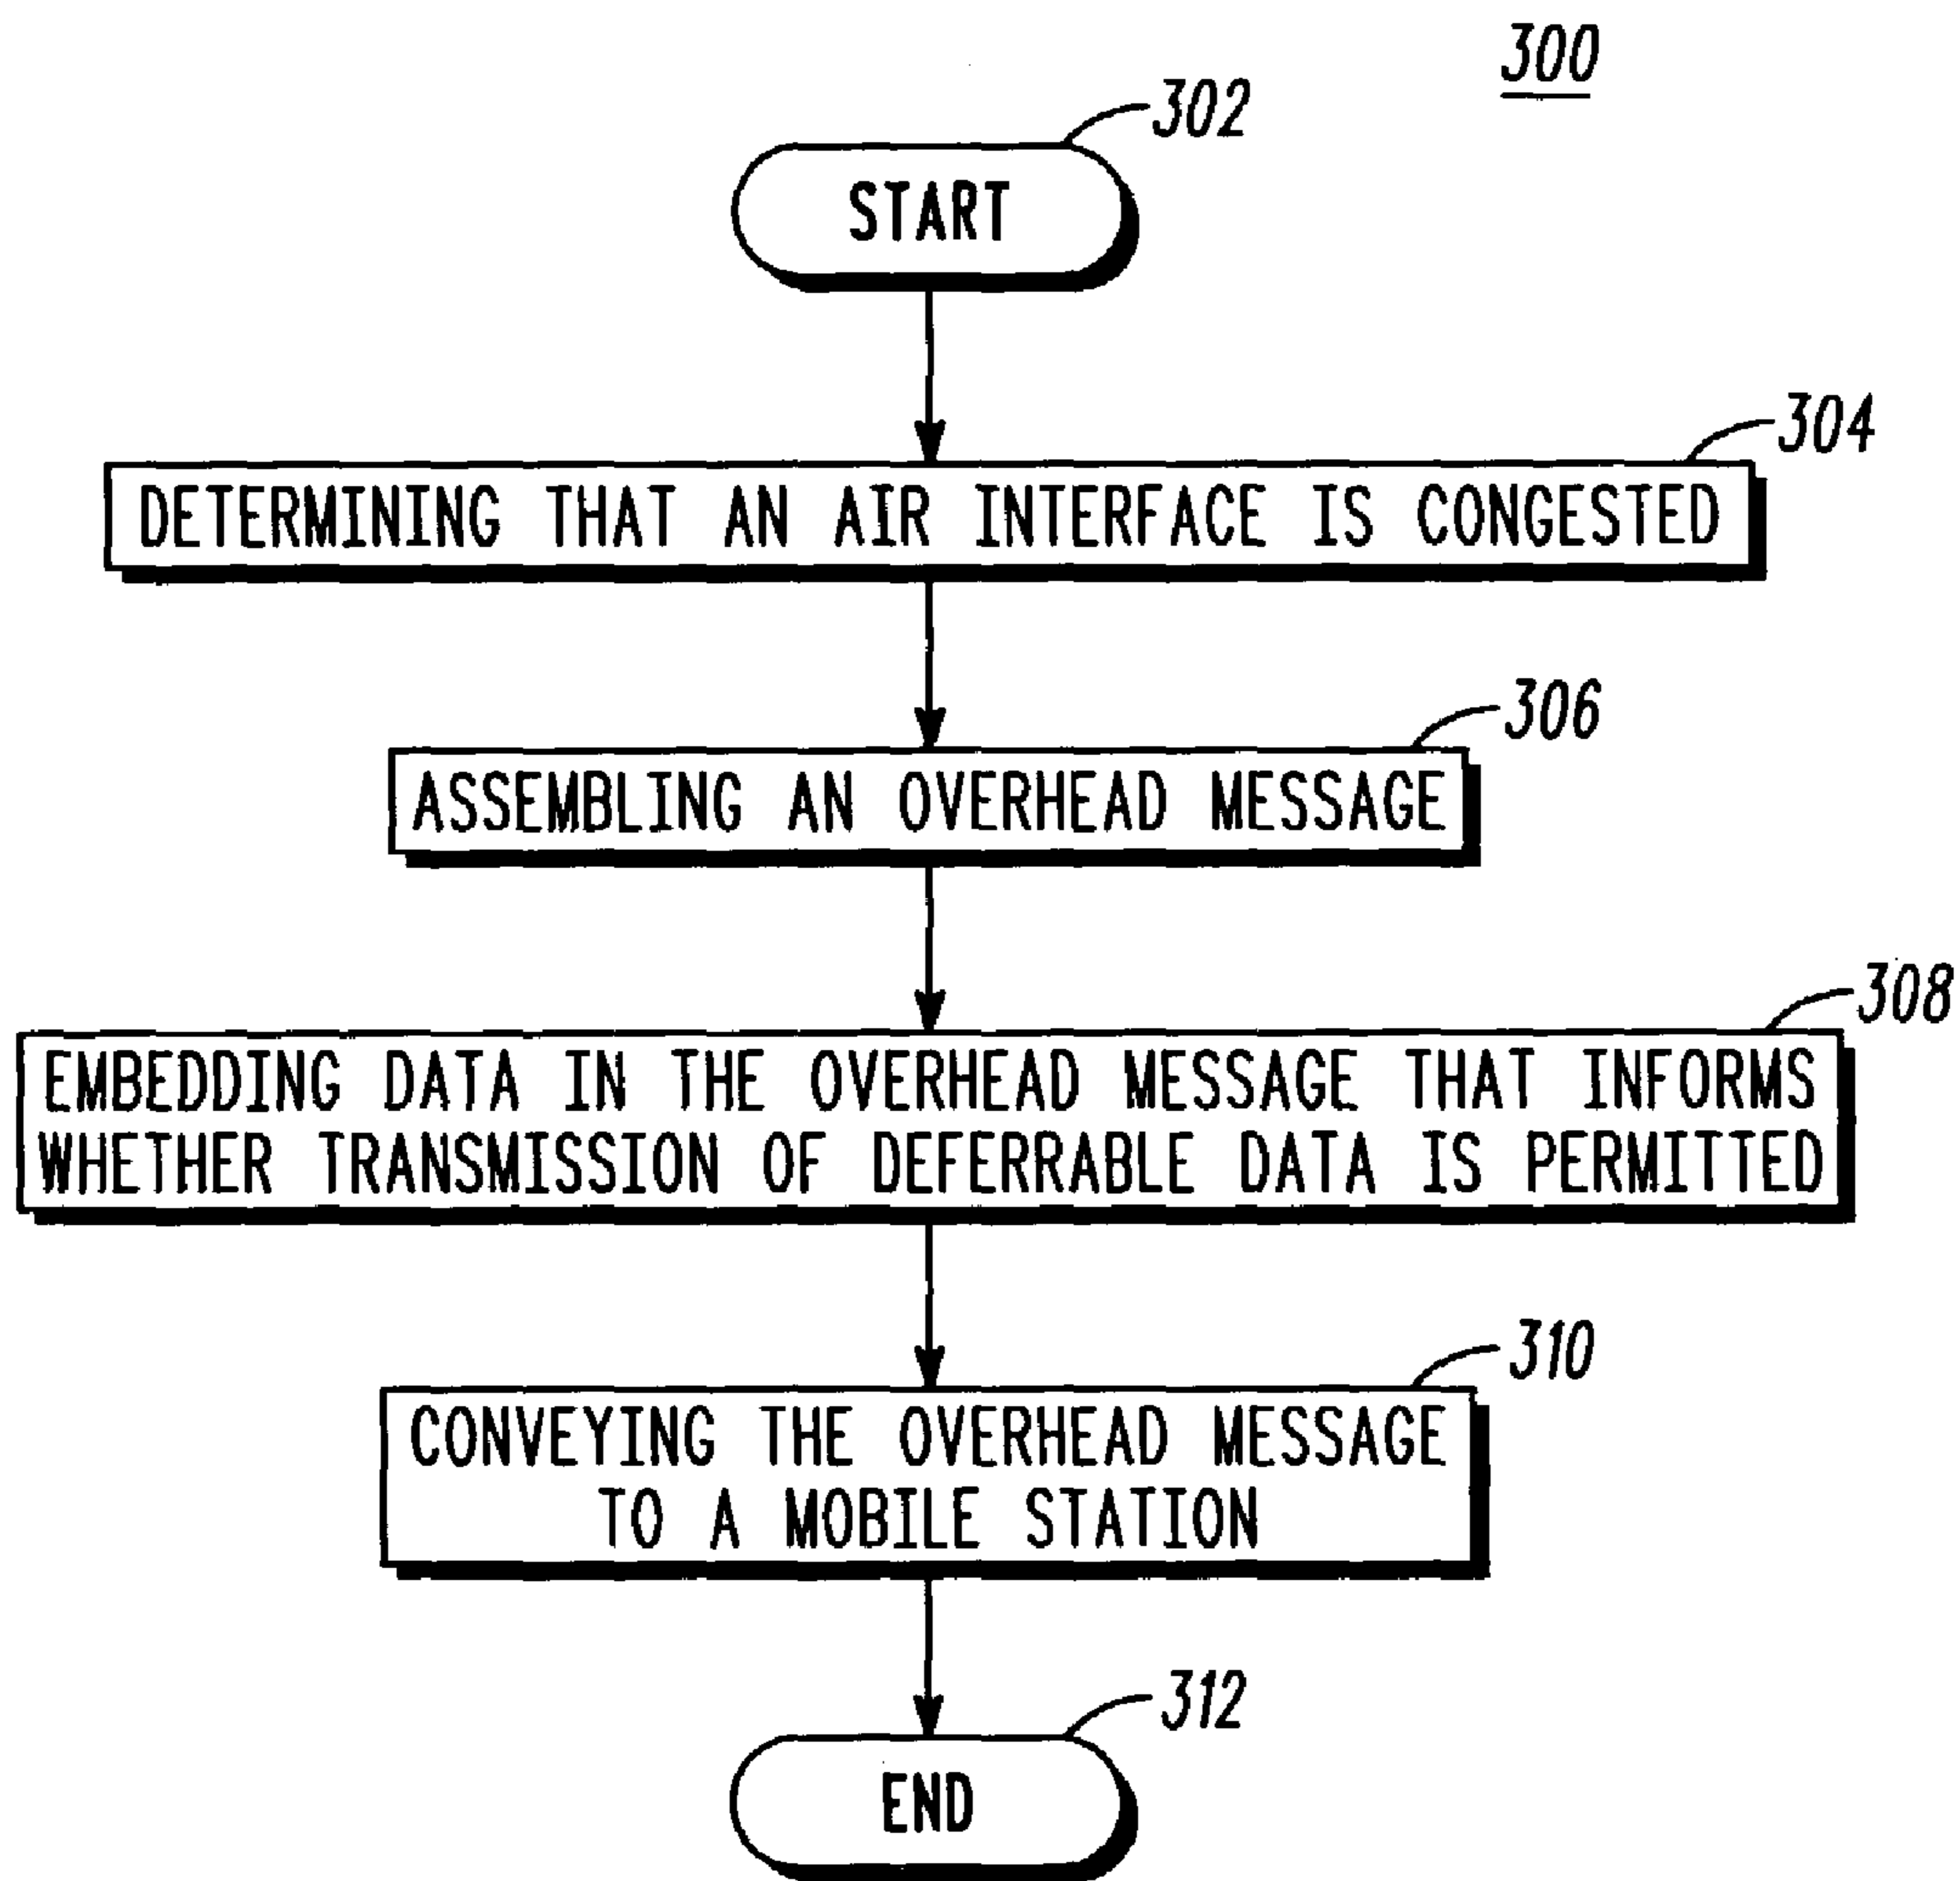 300
302
START
304
DETERMINING THAT AN AIR INTERFACE IS CONGESTED
306
ASSEMBLING AN OVERHEAD MESSAGE
308
EMBEDDING DATA IN THE OVERHEAD MESSAGE THAT INFORMS
WHETHER TRANSMISSION OF DEFERRABLE DATA IS PERMITTED
310
CONVEYING THE OVERHEAD MESSAGE
TO A MOBILE STATION
312
END